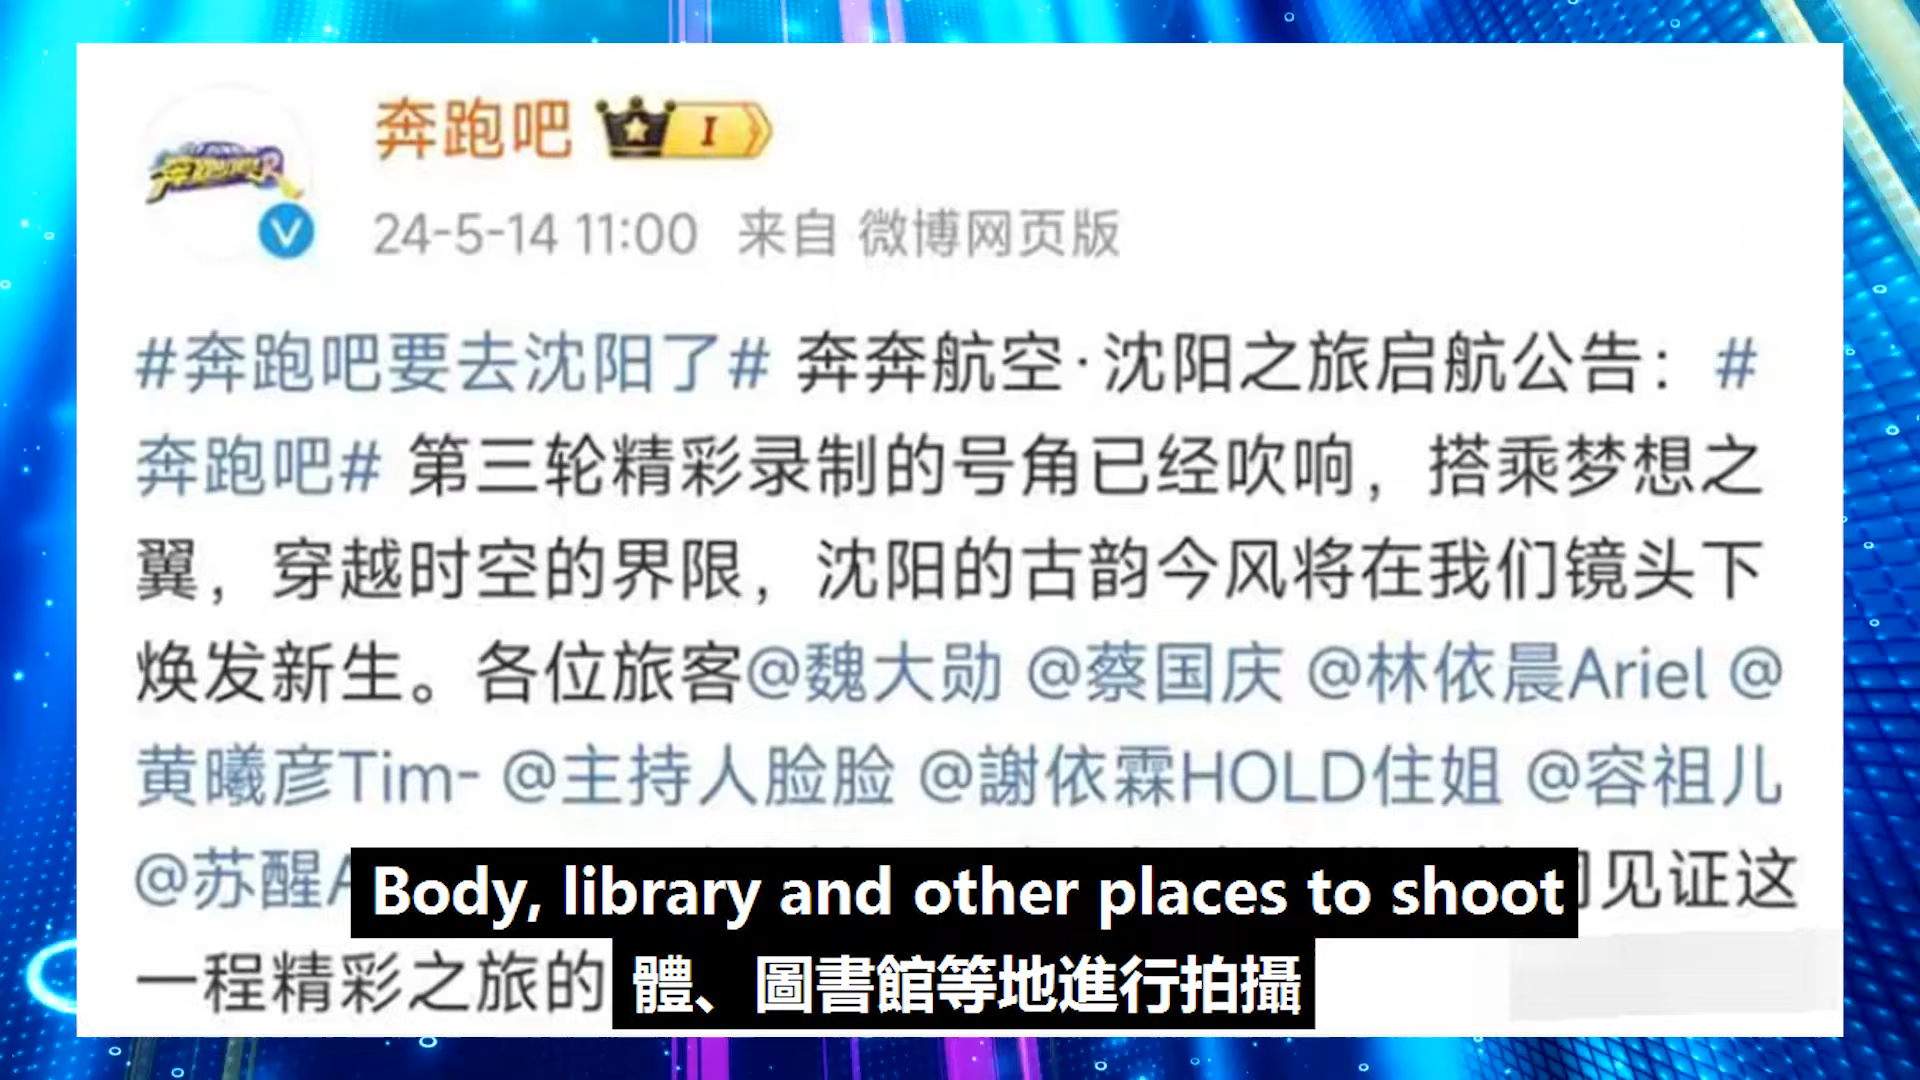 奔跑吧 I
24-5-14 11:00 来自 微博网页版
#奔跑吧要去沈阳了# 奔奔航空·沈阳之旅启航公告：#
奔跑吧# 第三轮精彩录制的号角已经吹响，搭乘梦想之
翼，穿越时空的界限，沈阳的古韵今风将在我们镜头下
焕发新生。各位旅客@魏大勋 @蔡国庆 @林依晨Ariel @
黄曦彦Tim- @主持人脸脸 @謝依霖HOLD住姐 @容祖儿
@苏醒A 见证这
Body, library and other places to shoot
一程精彩之旅的
體、圖書館等地進行拍攝